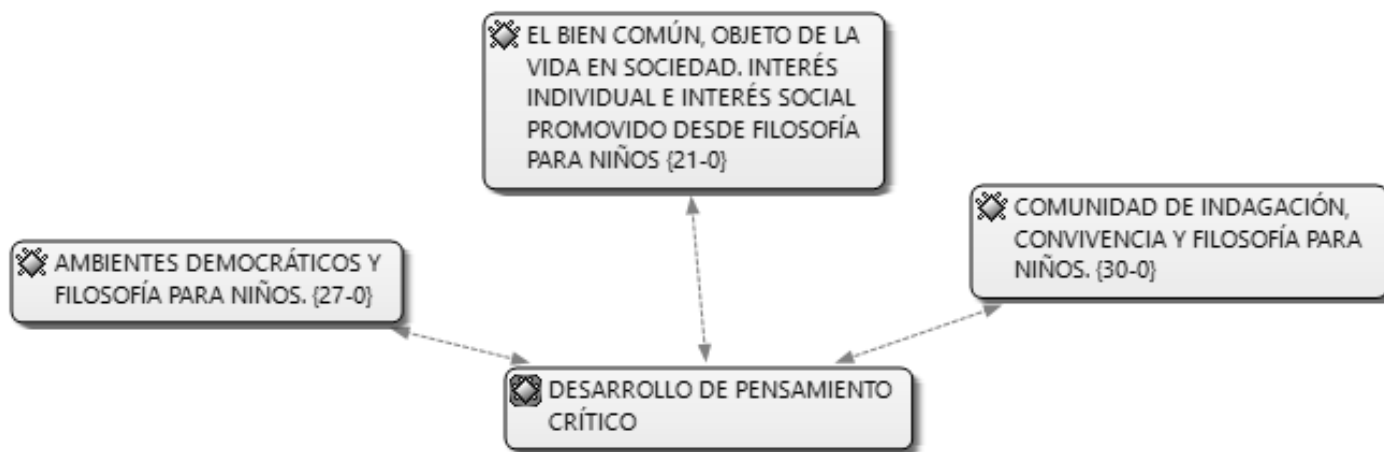 EL BIEN COMÚN, OBJETO DE LA
VIDA EN SOCIEDAD. INTERÉS
INDIVIDUAL E INTERÉS SOCIAL
PROMOVIDO DESDE FILOSOFÍA
PARA NIÑOS {21-0}
COMUNIDAD DE INDAGACIÓN,
CONVIVENCIA Y FILOSOFÍA PARA
NIÑOS. {30-0}
AMBIENTES DEMOCRÁTICOS Y
FILOSOFÍA PARA NIÑOS. {27-0}
DESARROLLO DE PENSAMIENTO
CRÍTICO